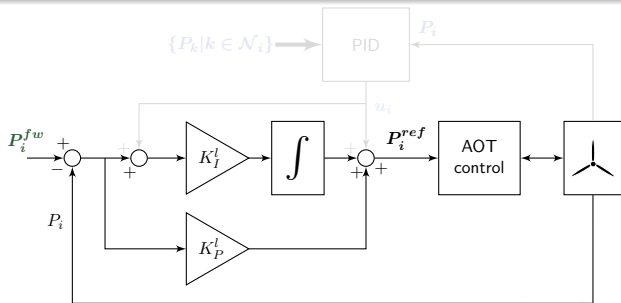 {P_k|k ∈ 𝒩_i}
PID
P_i
u_i
P_i^{fw}
+
−
+
+
K_I^l
∫
+
+
+
P_i^{ref}
AOT
control
P_i
K_P^l